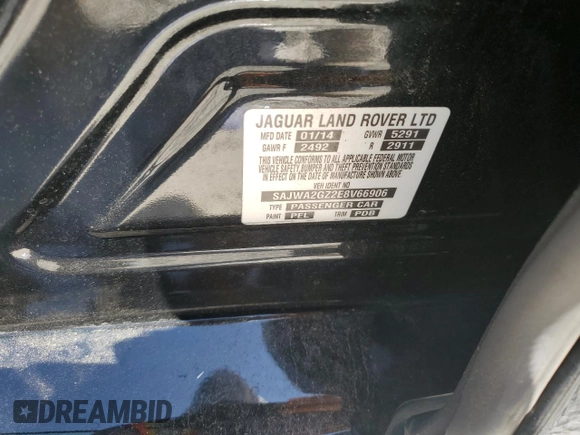 JAGUAR LAND ROVER LTD
MFD DATE 01/14 GVWR 5291
GAWR F 2492 R 2911
THIS VEHICLE CONFORMS TO ALL APPLICABLE FEDERAL MOTOR
VEHICLE SAFETY BUMPER AND THEFT PREVENTION STANDARDS
IN EFFECT ON THE DATE OF MANUFACTURE SHOWN ABOVE
VEH IDENT NO
SAJWA2GZ2E8V66906
TYPE PASSENGER CAR
PAINT PEL TRIM PDB
DREAMBID